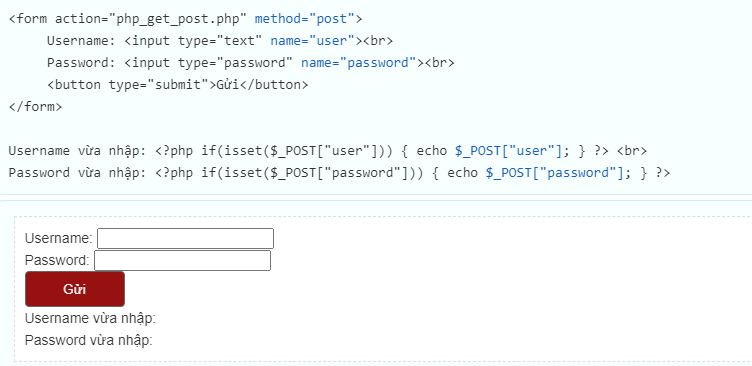 <form action="php_get_post.php" method="post">
Username: <input type="text" name="user"><br>
Password: <input type="password" name="password"><br>
<button type="submit">Gửi</button>
</form>
Username vừa nhập: <?php if(isset($_POST["user"])) { echo $_POST["user"]; } ?> <br>
Password vừa nhập: <?php if(isset($_POST["password"])) { echo $_POST["password"]; } ?>
Username:
Password:
Gửi
Username vừa nhập:
Password vừa nhập: